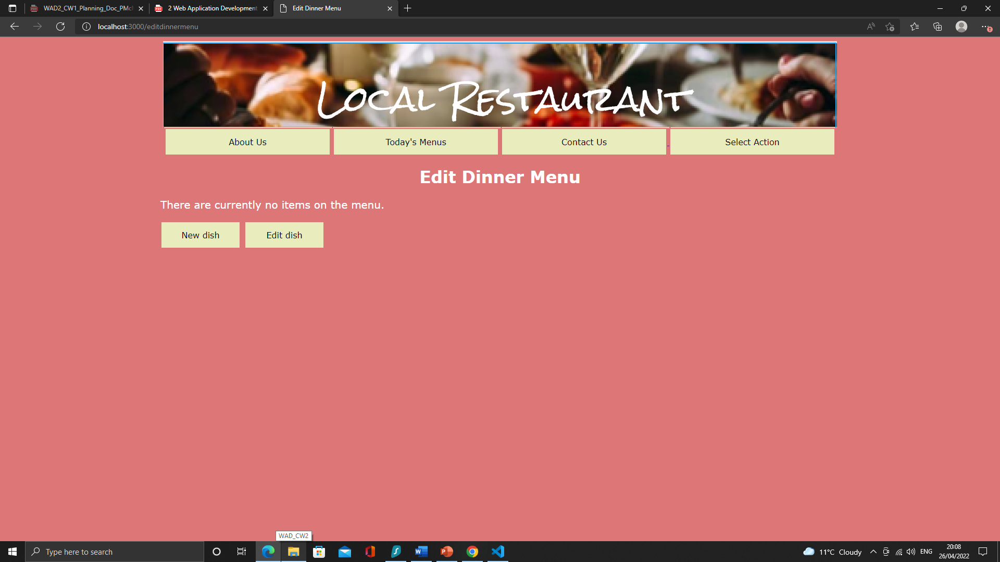 WAD2_CW1_Planning_Doc_PMc
2 Web Application Development
Edit Dinner Menu
localhost:3000/editdinnermenu
Local Restaurant
About Us
Today's Menus
Contact Us
Select Action
Edit Dinner Menu
There are currently no items on the menu.
New dish
Edit dish
WAD_CW2
Type here to search
11°C Cloudy
ENG
20:08
26/04/2022